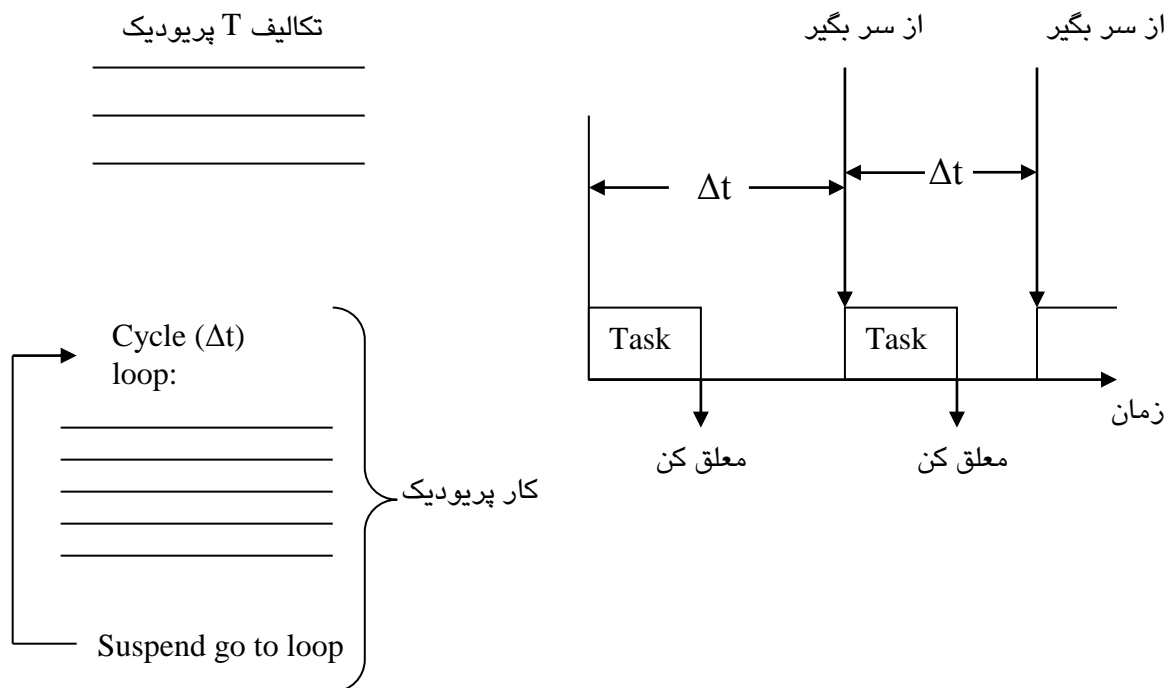 تکالیف T پریودیک
از سر بگیر
از سر بگیر
Δt
Δt
Cycle (Δt)
loop:
Task
Task
زمان
معلق کن
معلق کن
کار پریودیک
Suspend go to loop